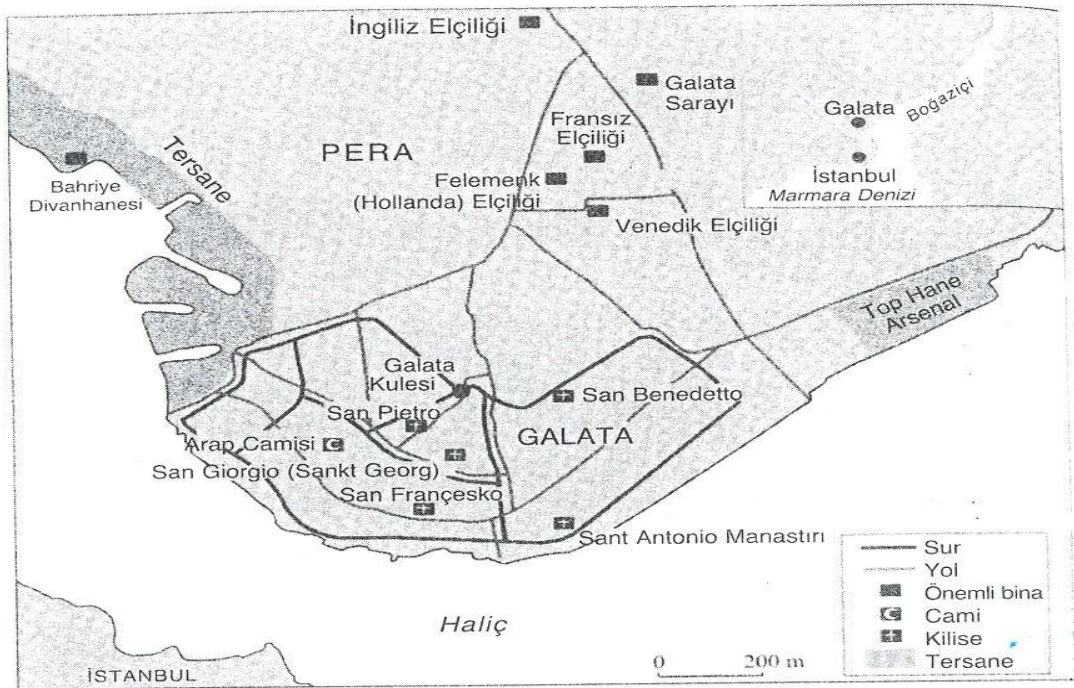 İngiliz Elçiliği
Galata
Sarayı
Galata
Boğaziçi
İstanbul
Marmara Denizi
Fransız
Elçiliği
PERA
Tersane
Bahriye
Divanhanesi
Felemenk
(Hollanda) Elçiliği
Venedik Elçiliği
Top Hane
Arsenal
Galata
Kulesi
San Benedetto
San Pietro
GALATA
Arap Camisi
San Giorgio (Sankt Georg)
San Françesko
Sant Antonio Manastırı
Haliç
İSTANBUL
0 200 m
Sur
Yol
Önemli bina
Cami
Kilise
Tersane